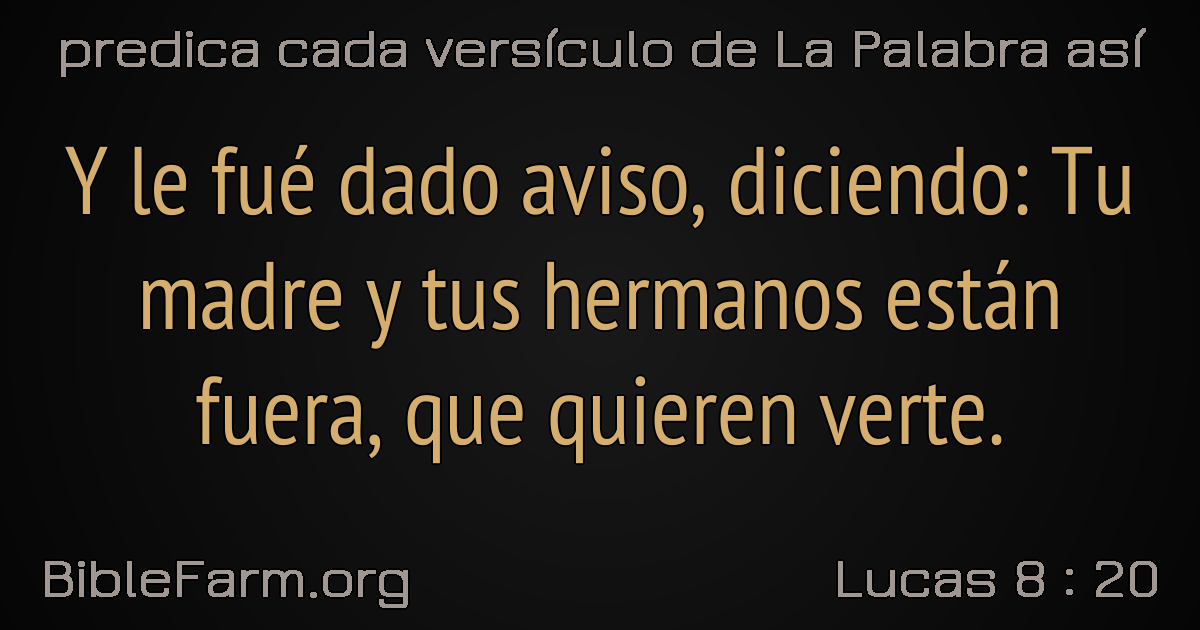 predica cada versículo de La Palabra así
Y le fué dado aviso, diciendo: Tu
madre y tus hermanos están
fuera, que quieren verte.
BibleFarm.org
Lucas 8 : 20